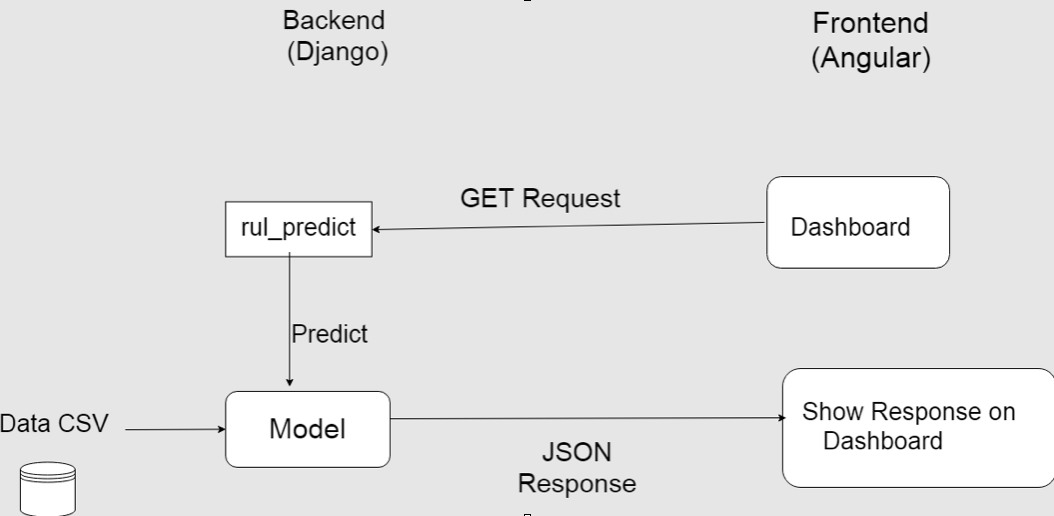 Backend
(Django)
Frontend
(Angular)
GET Request
rul_predict
Dashboard
Predict
Data CSV
Model
Show Response on
Dashboard
JSON
Response